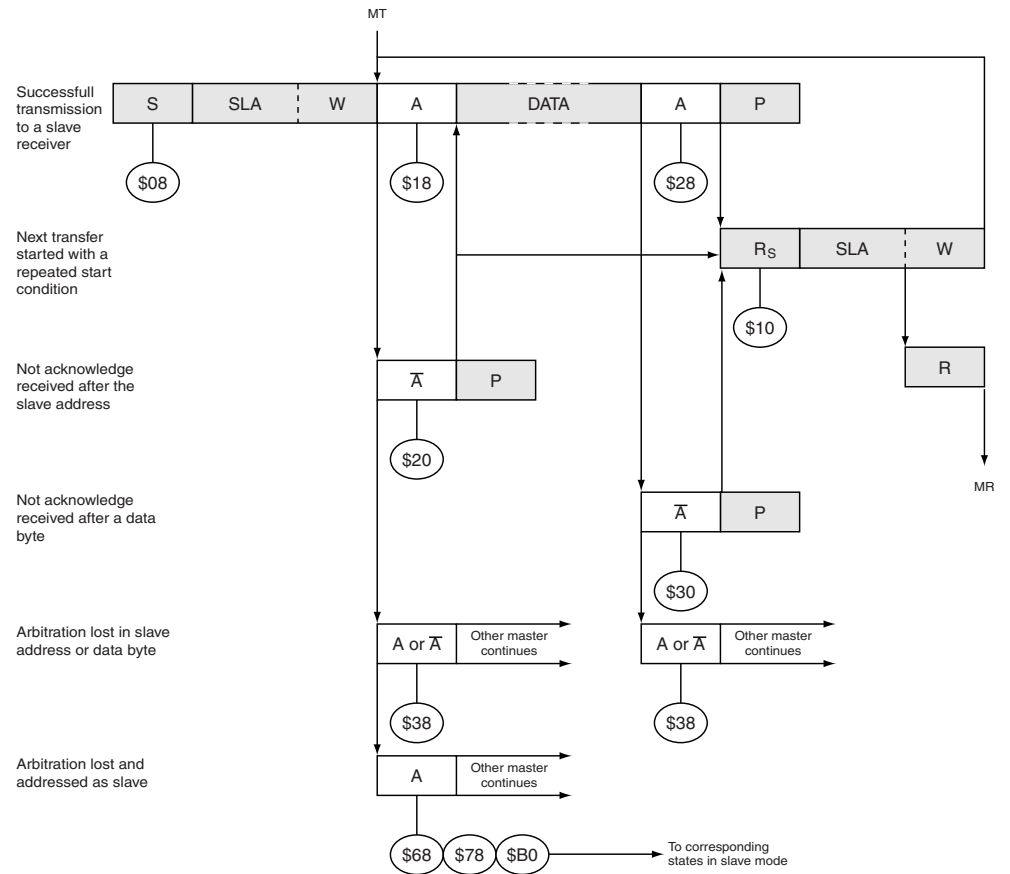 MT
Successfull
transmission
to a slave
receiver
S SLA W A DATA A P
$08 $18 $28
Next transfer
started with a
repeated start
condition
RS SLA W
$10
Not acknowledge
received after the
slave address
A̅ P
R
$20
MR
Not acknowledge
received after a data
byte
A̅ P
$30
Arbitration lost in slave
address or data byte
A or A̅ Other master
continues
A or A̅ Other master
continues
$38 $38
Arbitration lost and
addressed as slave
A Other master
continues
$68 $78 $B0
To corresponding
states in slave mode